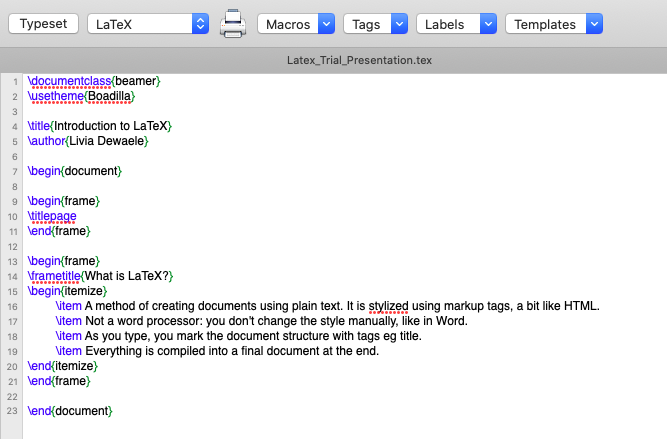 Typeset LaTeX Macros Tags Labels Templates
Latex_Trial_Presentation.tex
1 \documentclass{beamer}
2 \usetheme{Boadilla}
3
4 \title{Introduction to LaTeX}
5 \author{Livia Dewaele}
6
7 \begin{document}
8
9 \begin{frame}
10 \titlepage
11 \end{frame}
12
13 \begin{frame}
14 \frametitle{What is LaTeX?}
15 \begin{itemize}
16 \item A method of creating documents using plain text. It is stylized using markup tags, a bit like HTML.
17 \item Not a word processor: you don't change the style manually, like in Word.
18 \item As you type, you mark the document structure with tags eg title.
19 \item Everything is compiled into a final document at the end.
20 \end{itemize}
21 \end{frame}
22
23 \end{document}